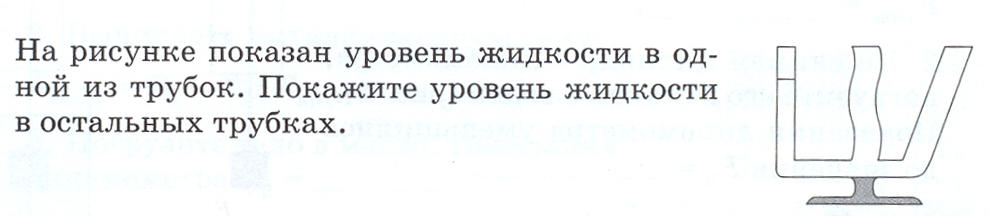 На рисунке показан уровень жидкости в од-
ной из трубок. Покажите уровень жидкости
в остальных трубках.